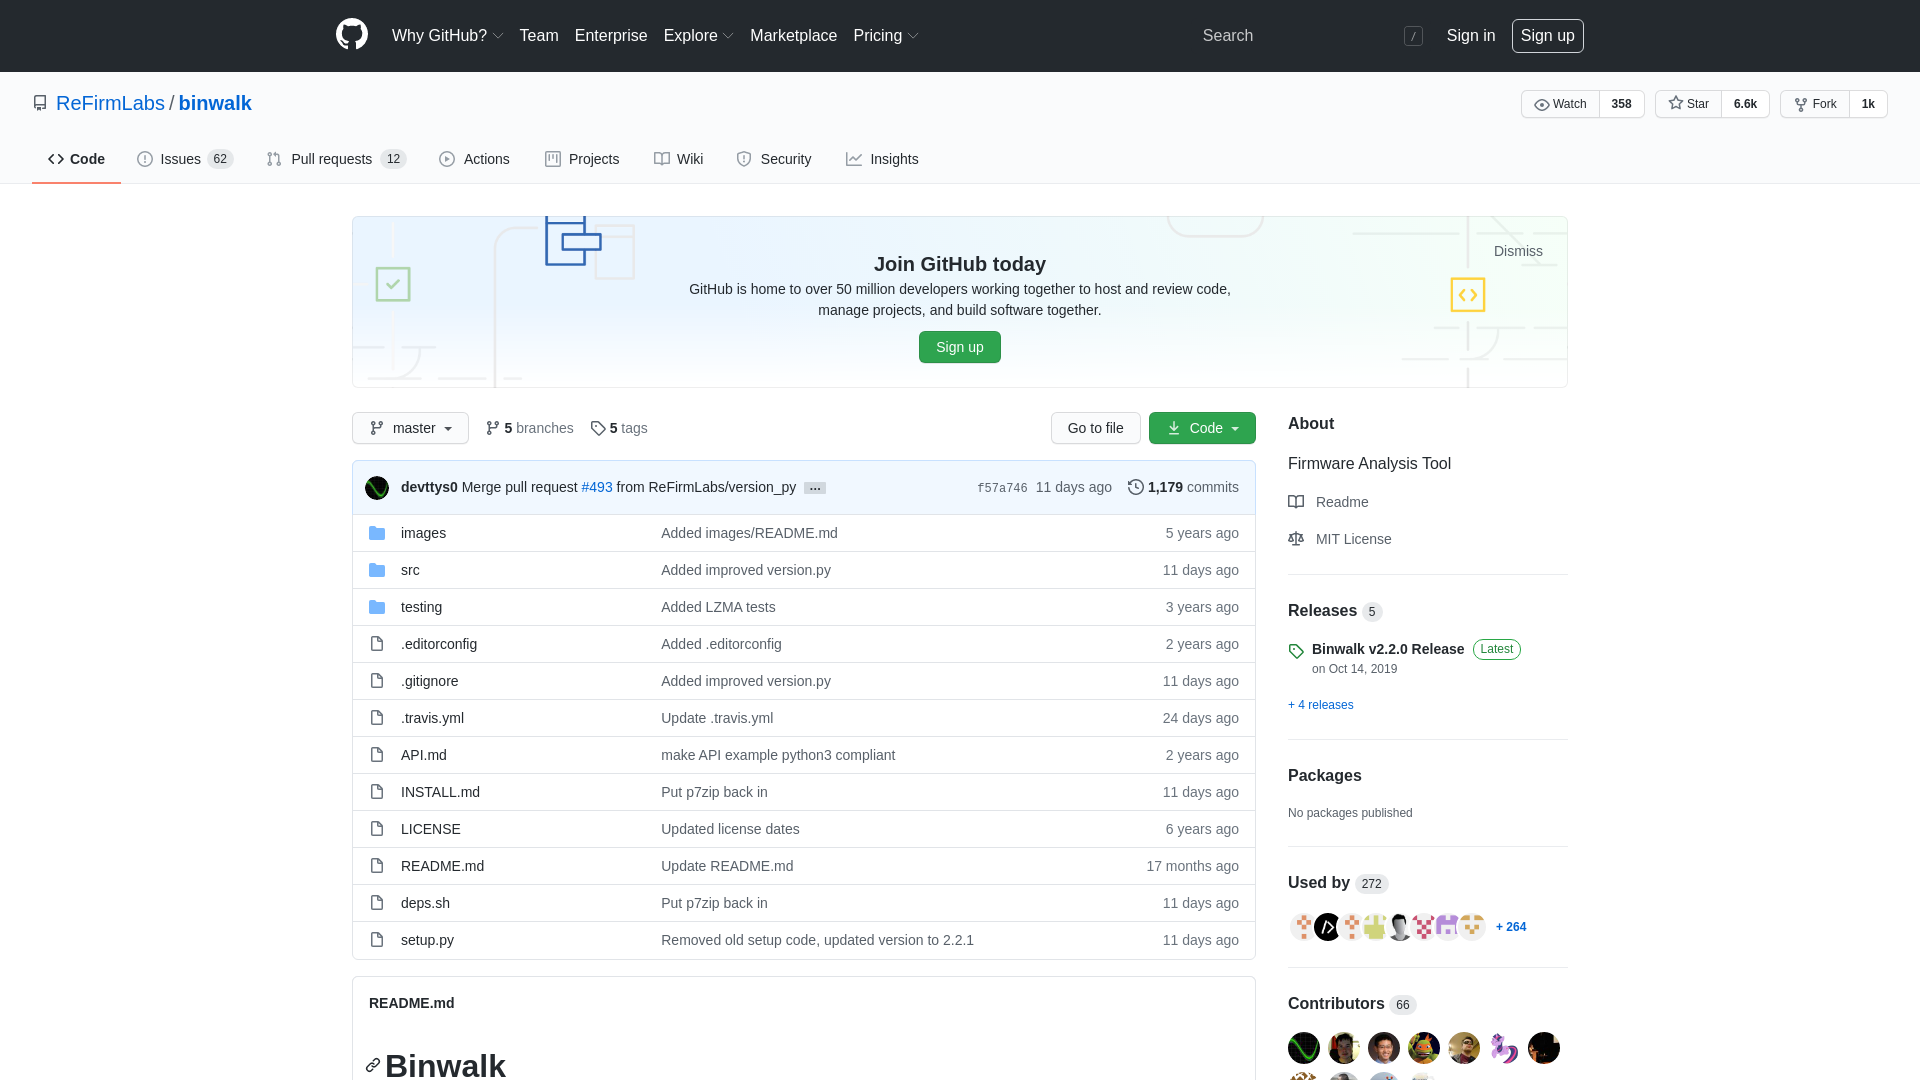 Why GitHub? Team Enterprise Explore Marketplace Pricing Search / Sign in Sign up
ReFirmLabs / binwalk
Watch 358 Star 6.6k Fork 1k
Code Issues 62 Pull requests 12 Actions Projects Wiki Security Insights
Dismiss
Join GitHub today
GitHub is home to over 50 million developers working together to host and review code,
manage projects, and build software together.
Sign up
master 5 branches 5 tags Go to file Code
devttys0 Merge pull request #493 from ReFirmLabs/version_py … f57a746 11 days ago 1,179 commits
images Added images/README.md 5 years ago
src Added improved version.py 11 days ago
testing Added LZMA tests 3 years ago
.editorconfig Added .editorconfig 2 years ago
.gitignore Added improved version.py 11 days ago
.travis.yml Update .travis.yml 24 days ago
API.md make API example python3 compliant 2 years ago
INSTALL.md Put p7zip back in 11 days ago
LICENSE Updated license dates 6 years ago
README.md Update README.md 17 months ago
deps.sh Put p7zip back in 11 days ago
setup.py Removed old setup code, updated version to 2.2.1 11 days ago
README.md
Binwalk
About
Firmware Analysis Tool
Readme
MIT License
Releases 5
Binwalk v2.2.0 Release Latest
on Oct 14, 2019
+ 4 releases
Packages
No packages published
Used by 272
+ 264
Contributors 66